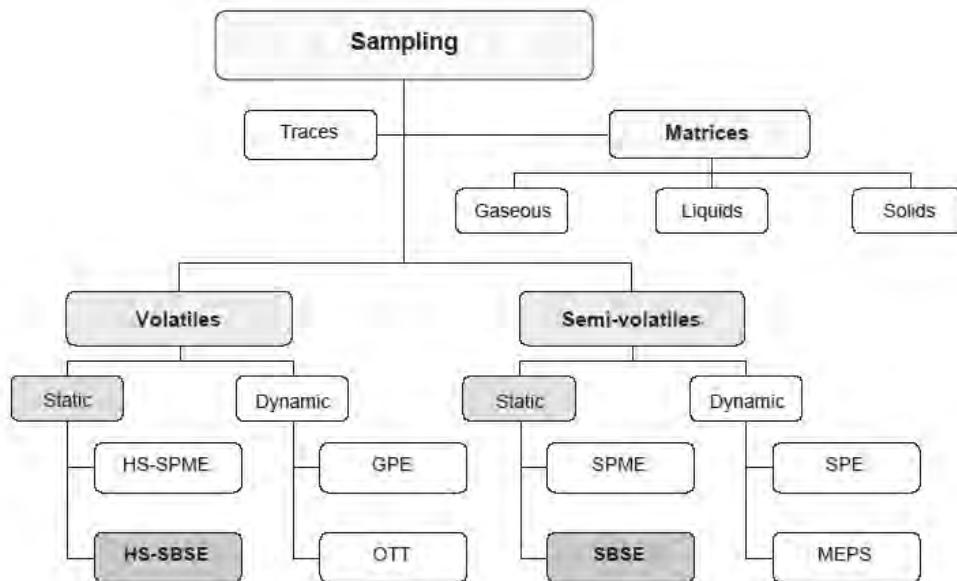 Sampling
Traces
Matrices
Gaseous
Liquids
Solids
Volatiles
Semi-volatiles
Static
Dynamic
Static
Dynamic
HS-SPME
GPE
SPME
SPE
HS-SBSE
OTT
SBSE
MEPS